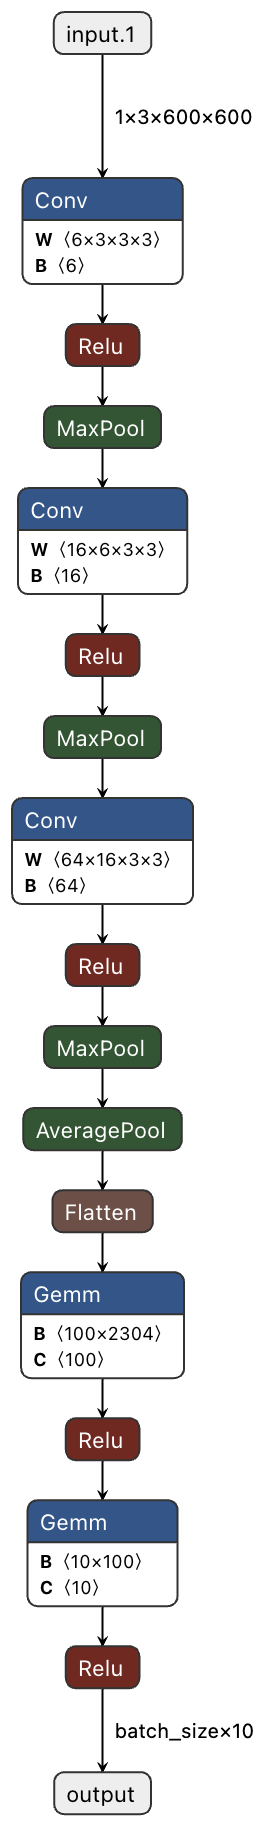 input.1
1×3×600×600
Conv
W ⟨6×3×3×3⟩
B ⟨6⟩
Relu
MaxPool
Conv
W ⟨16×6×3×3⟩
B ⟨16⟩
Relu
MaxPool
Conv
W ⟨64×16×3×3⟩
B ⟨64⟩
Relu
MaxPool
AveragePool
Flatten
Gemm
B ⟨100×2304⟩
C ⟨100⟩
Relu
Gemm
B ⟨10×100⟩
C ⟨10⟩
Relu
batch_size×10
output